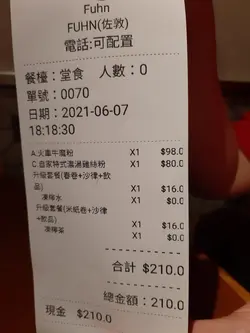 Fuhn
FUHN(佐敦)
電話:可配置
餐檯：堂食 人數：0
單號：0070
日期：2021-06-07
18:18:30
A.火車牛龍粉 X1 $98.0
C.自家特式濃湯雞絲粉 X1 $80.0
升級套餐(春卷+沙律+飲品) X1 $16.0
凍檸水 X1 $0.0
升級套餐(米紙卷+沙律+飲品) X1 $16.0
凍檸茶 X1 $0.0
合計 $210.0
總金額：210.0
現金 $210.0